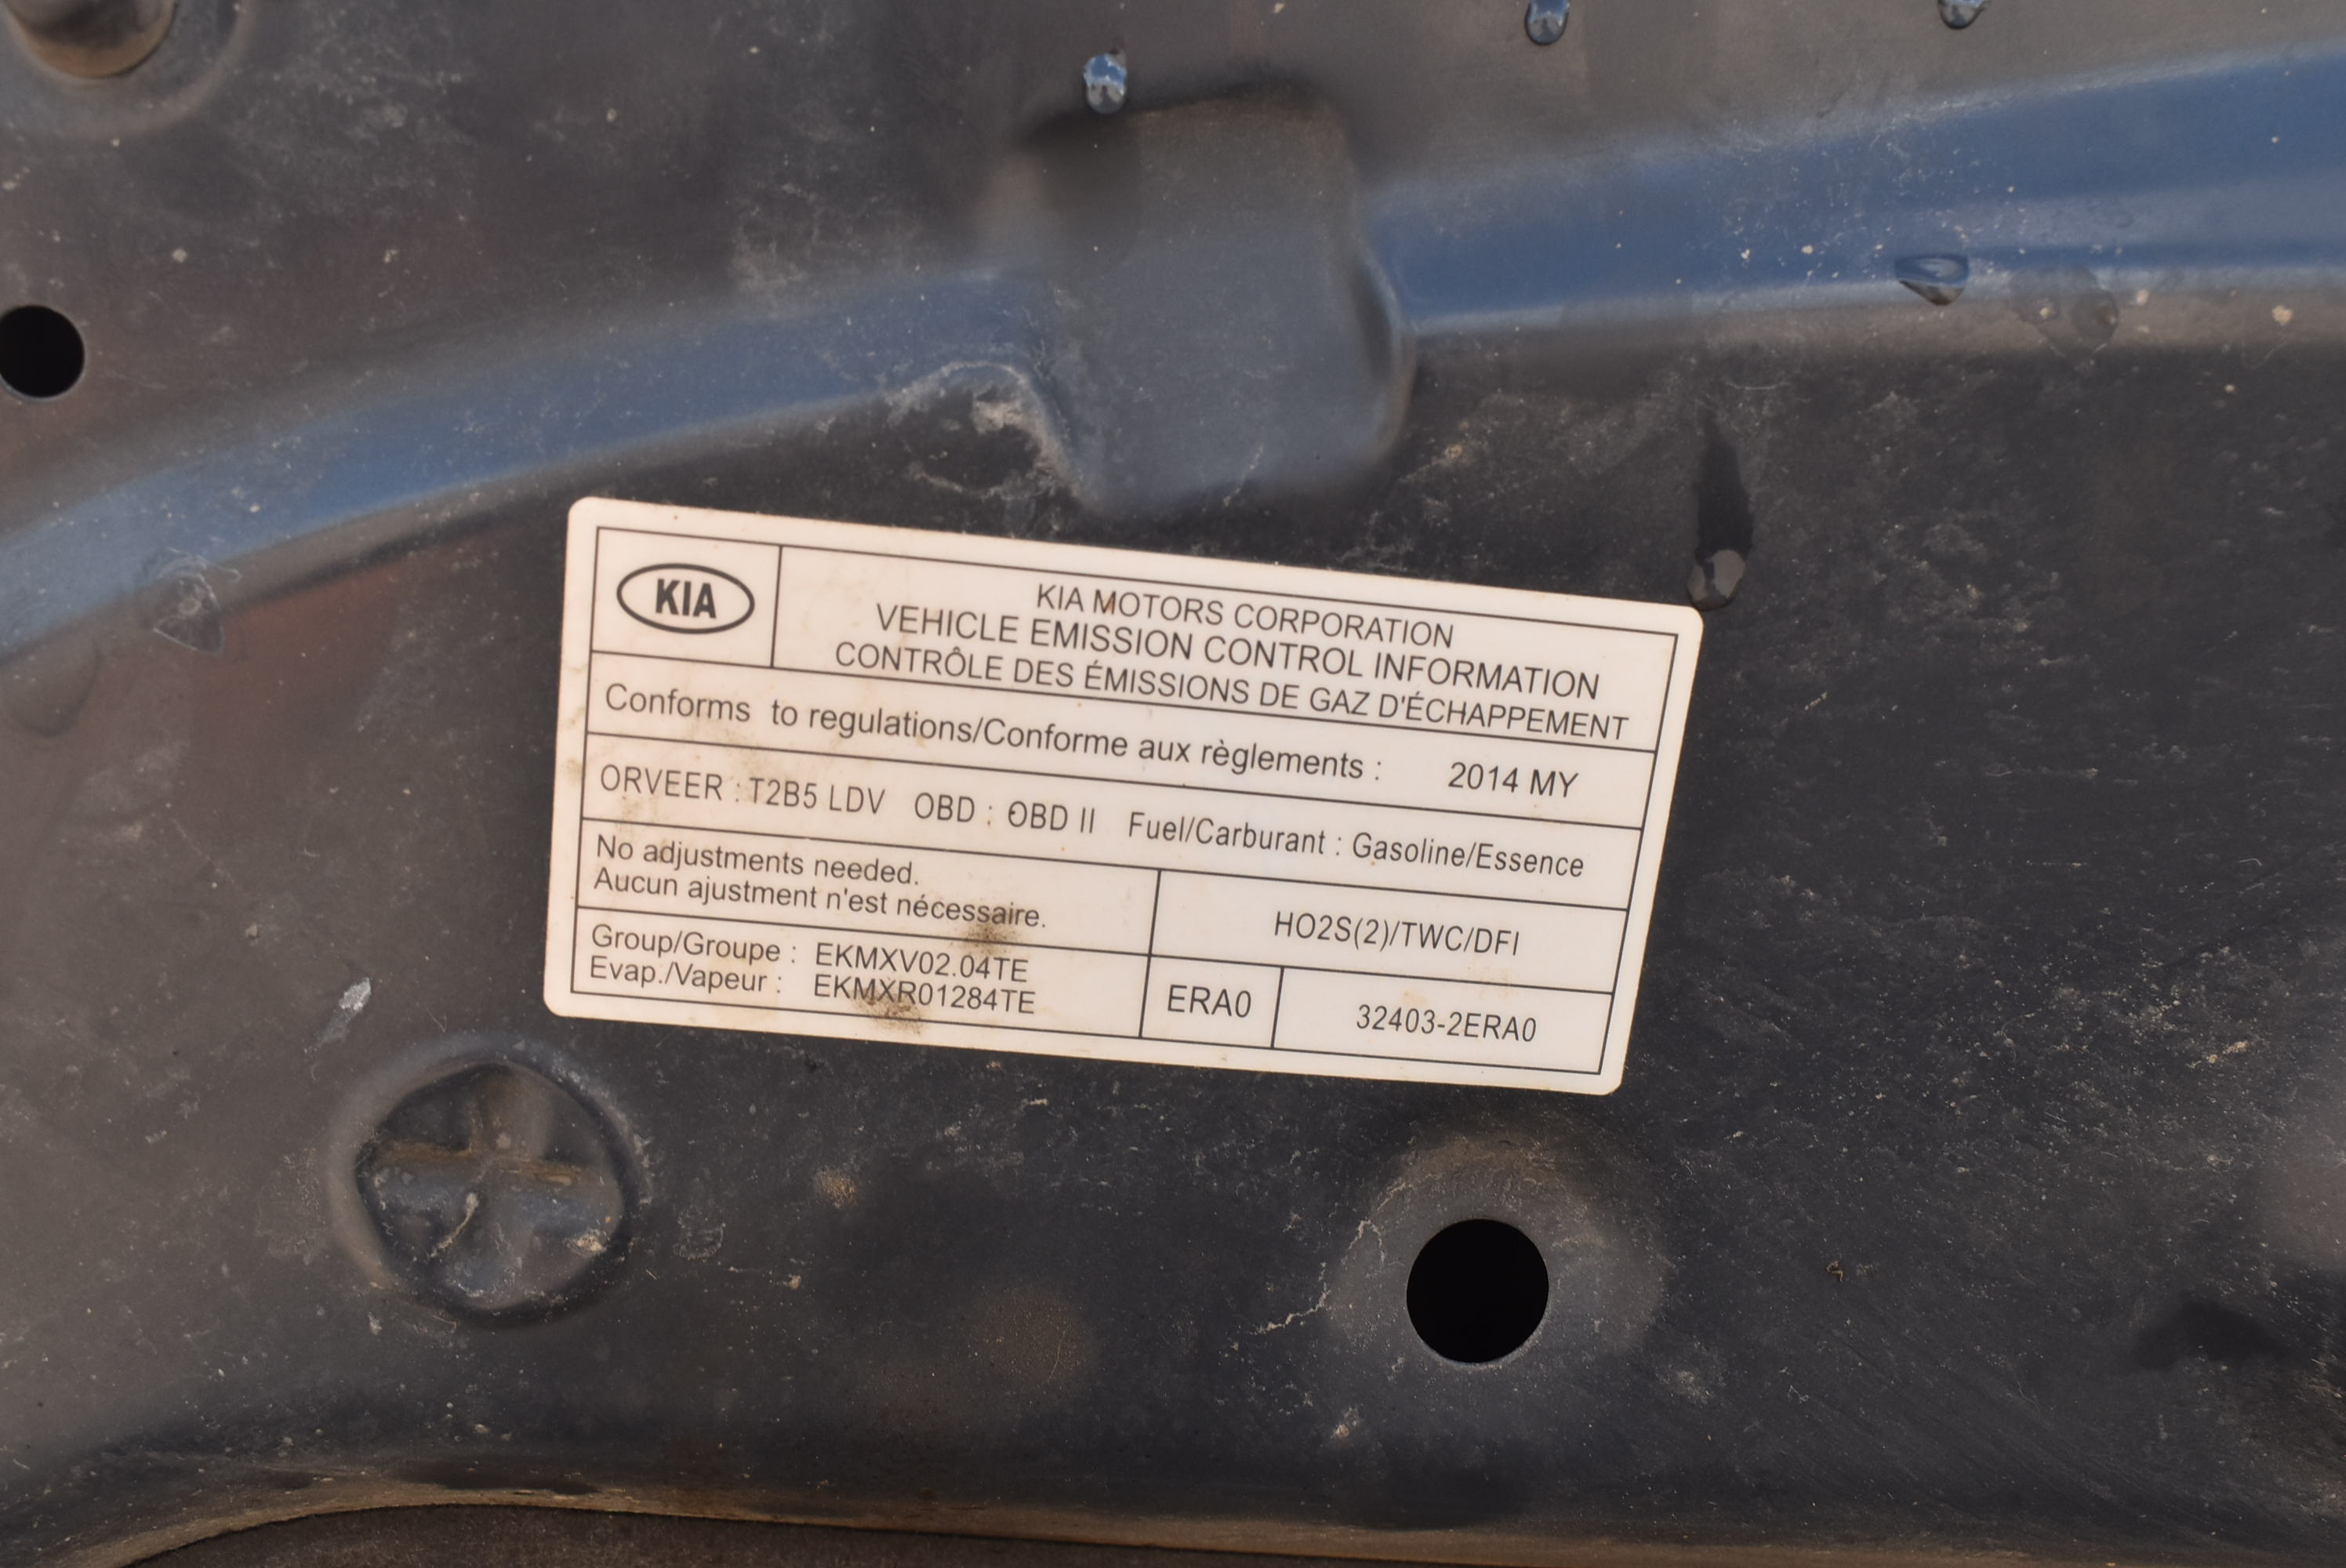 KIA
KIA MOTORS CORPORATION
VEHICLE EMISSION CONTROL INFORMATION
CONTRÔLE DES ÉMISSIONS DE GAZ D'ÉCHAPPEMENT
Conforms to regulations/Conforme aux règlements : 2014 MY
ORVEER : T2B5 LDV OBD : OBD II Fuel/Carburant : Gasoline/Essence
No adjustments needed.
Aucun ajustment n'est nécessaire.
HO2S(2)/TWC/DFI
Group/Groupe : EKMXV02.04TE
Evap./Vapeur : EKMXR01284TE
ERA0
32403-2ERA0